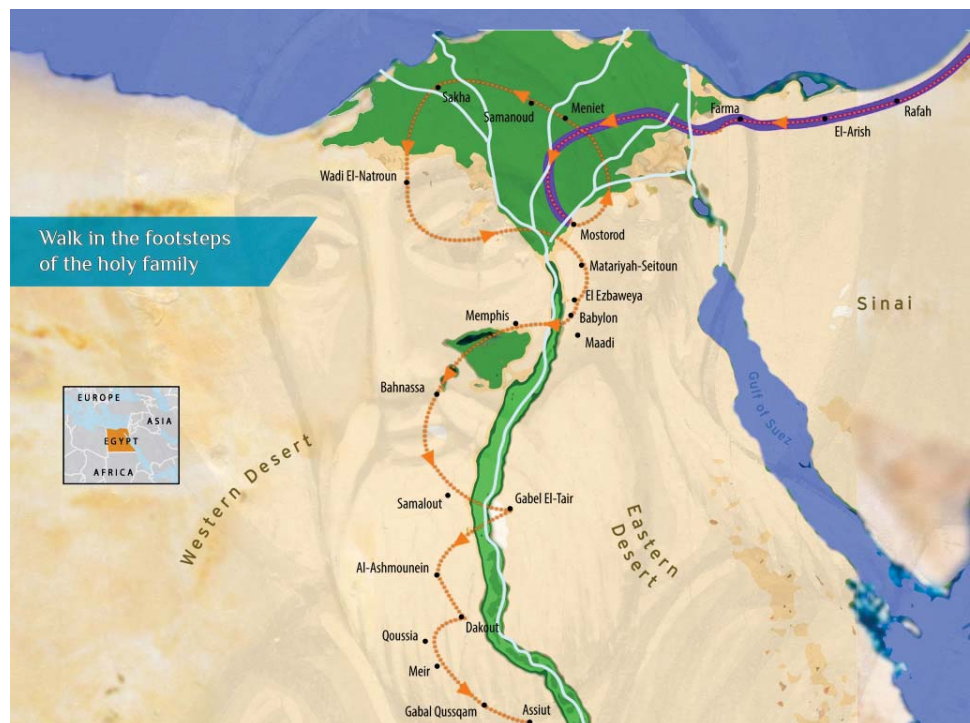 Walk in the footsteps
of the holy family
Sakha
Samanoud
Meniet
Farma
El-Arish
Rafah
Wadi El-Natroun
Mostorod
Matariyah-Seitoun
El Ezbaweya
Babylon
Maadi
Memphis
Sinai
Bahnassa
Gulf of Suez
EUROPE
ASIA
EGYPT
AFRICA
Western Desert
Samalout
Gabel El-Tair
Eastern
Desert
Al-Ashmounein
Dakout
Qoussia
Meir
Gabal Qussqam
Assiut